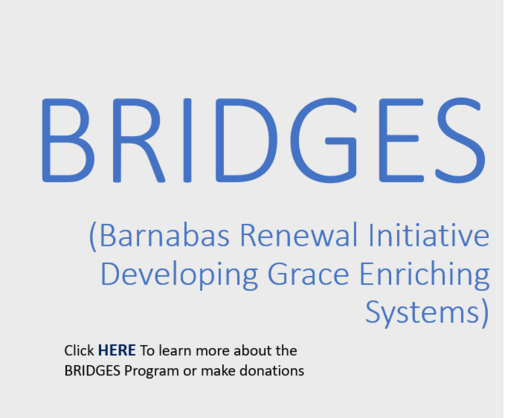 BRIDGES
(Barnabas Renewal Initiative
Developing Grace Enriching
Systems)
Click HERE To learn more about the
BRIDGES Program or make donations